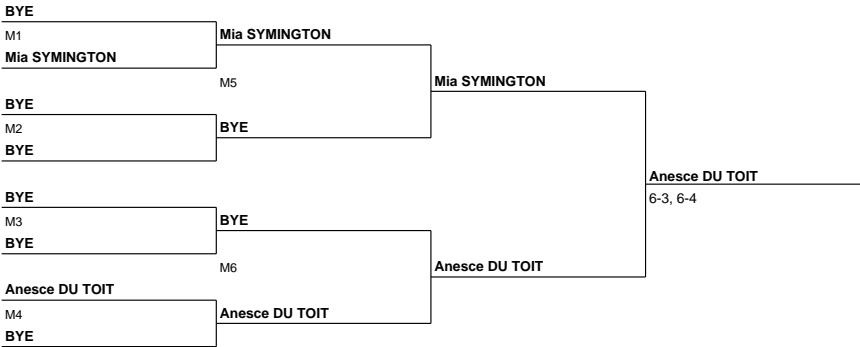 BYE
M1
Mia SYMINGTON
BYE
M2
BYE
BYE
M3
BYE
Anesce DU TOIT
M4
BYE
Mia SYMINGTON
M5
BYE
BYE
M6
Anesce DU TOIT
Mia SYMINGTON
Anesce DU TOIT
Anesce DU TOIT
6-3, 6-4